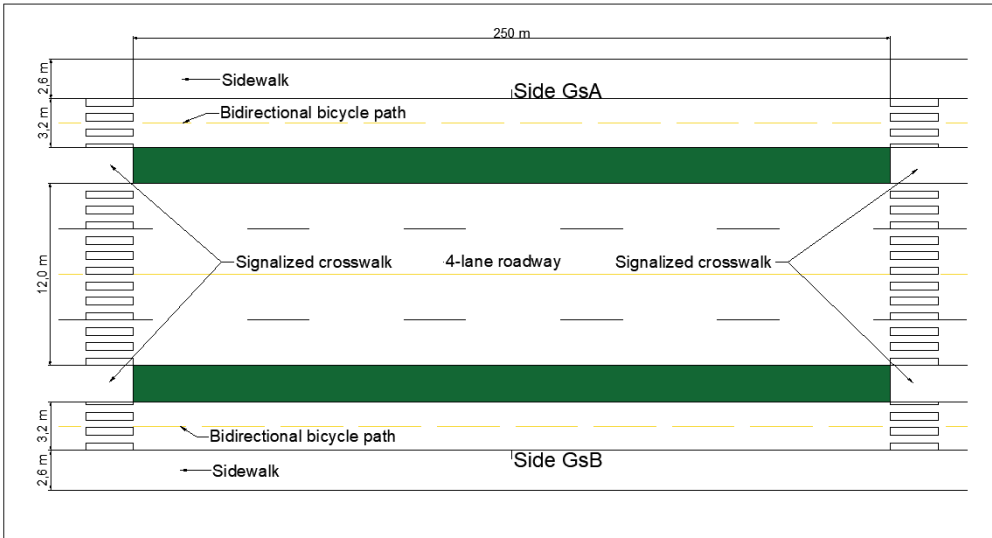 250 m
2,6 m
Sidewalk
Side GsA
3,2 m
Bidirectional bicycle path
12,0 m
Signalized crosswalk
4-lane roadway
Signalized crosswalk
3,2 m
Bidirectional bicycle path
2,6 m
Side GsB
Sidewalk